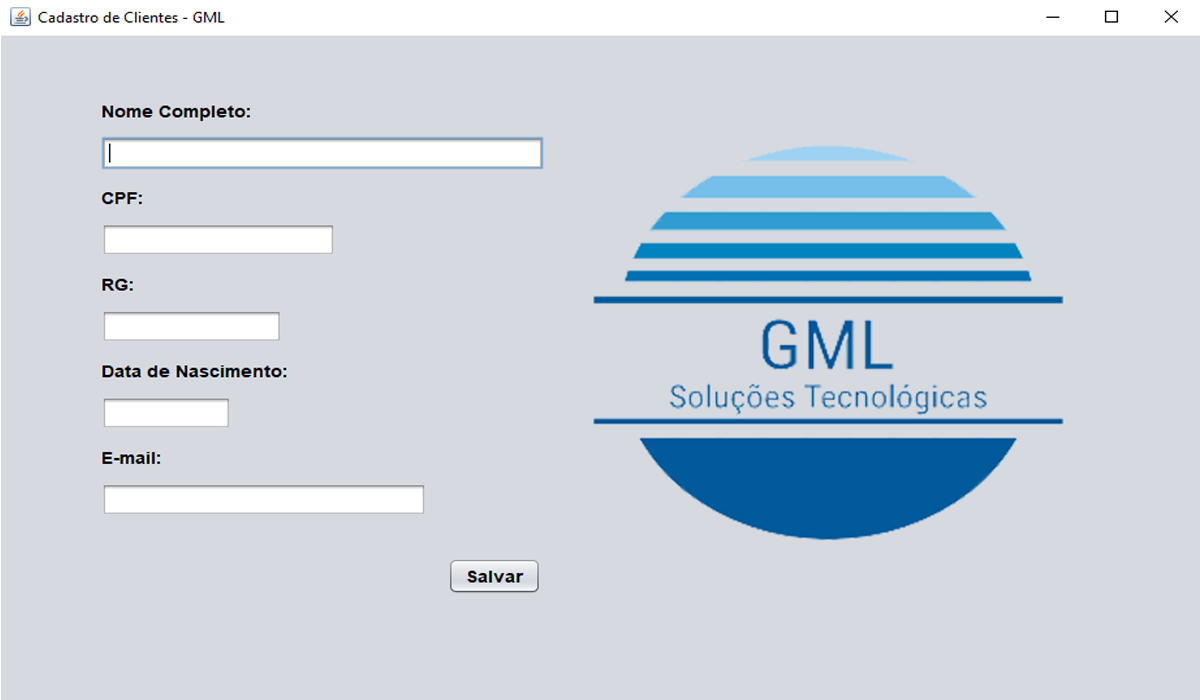 Cadastro de Clientes - GML
Nome Completo:
CPF:
RG:
Data de Nascimento:
E-mail:
Salvar
GML
Soluções Tecnológicas